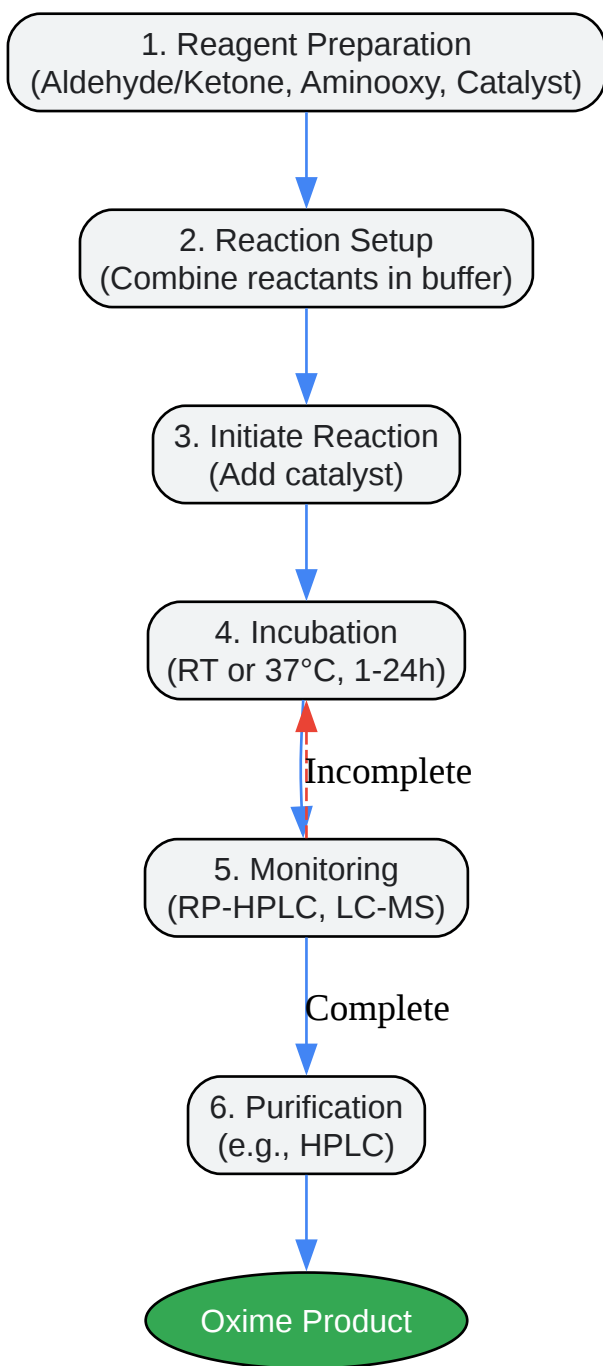 1. Reagent Preparation
(Aldehyde/Ketone, Aminooxy, Catalyst)
2. Reaction Setup
(Combine reactants in buffer)
3. Initiate Reaction
(Add catalyst)
4. Incubation
(RT or 37°C, 1-24h)
Incomplete
5. Monitoring
(RP-HPLC, LC-MS)
Complete
6. Purification
(e.g., HPLC)
Oxime Product